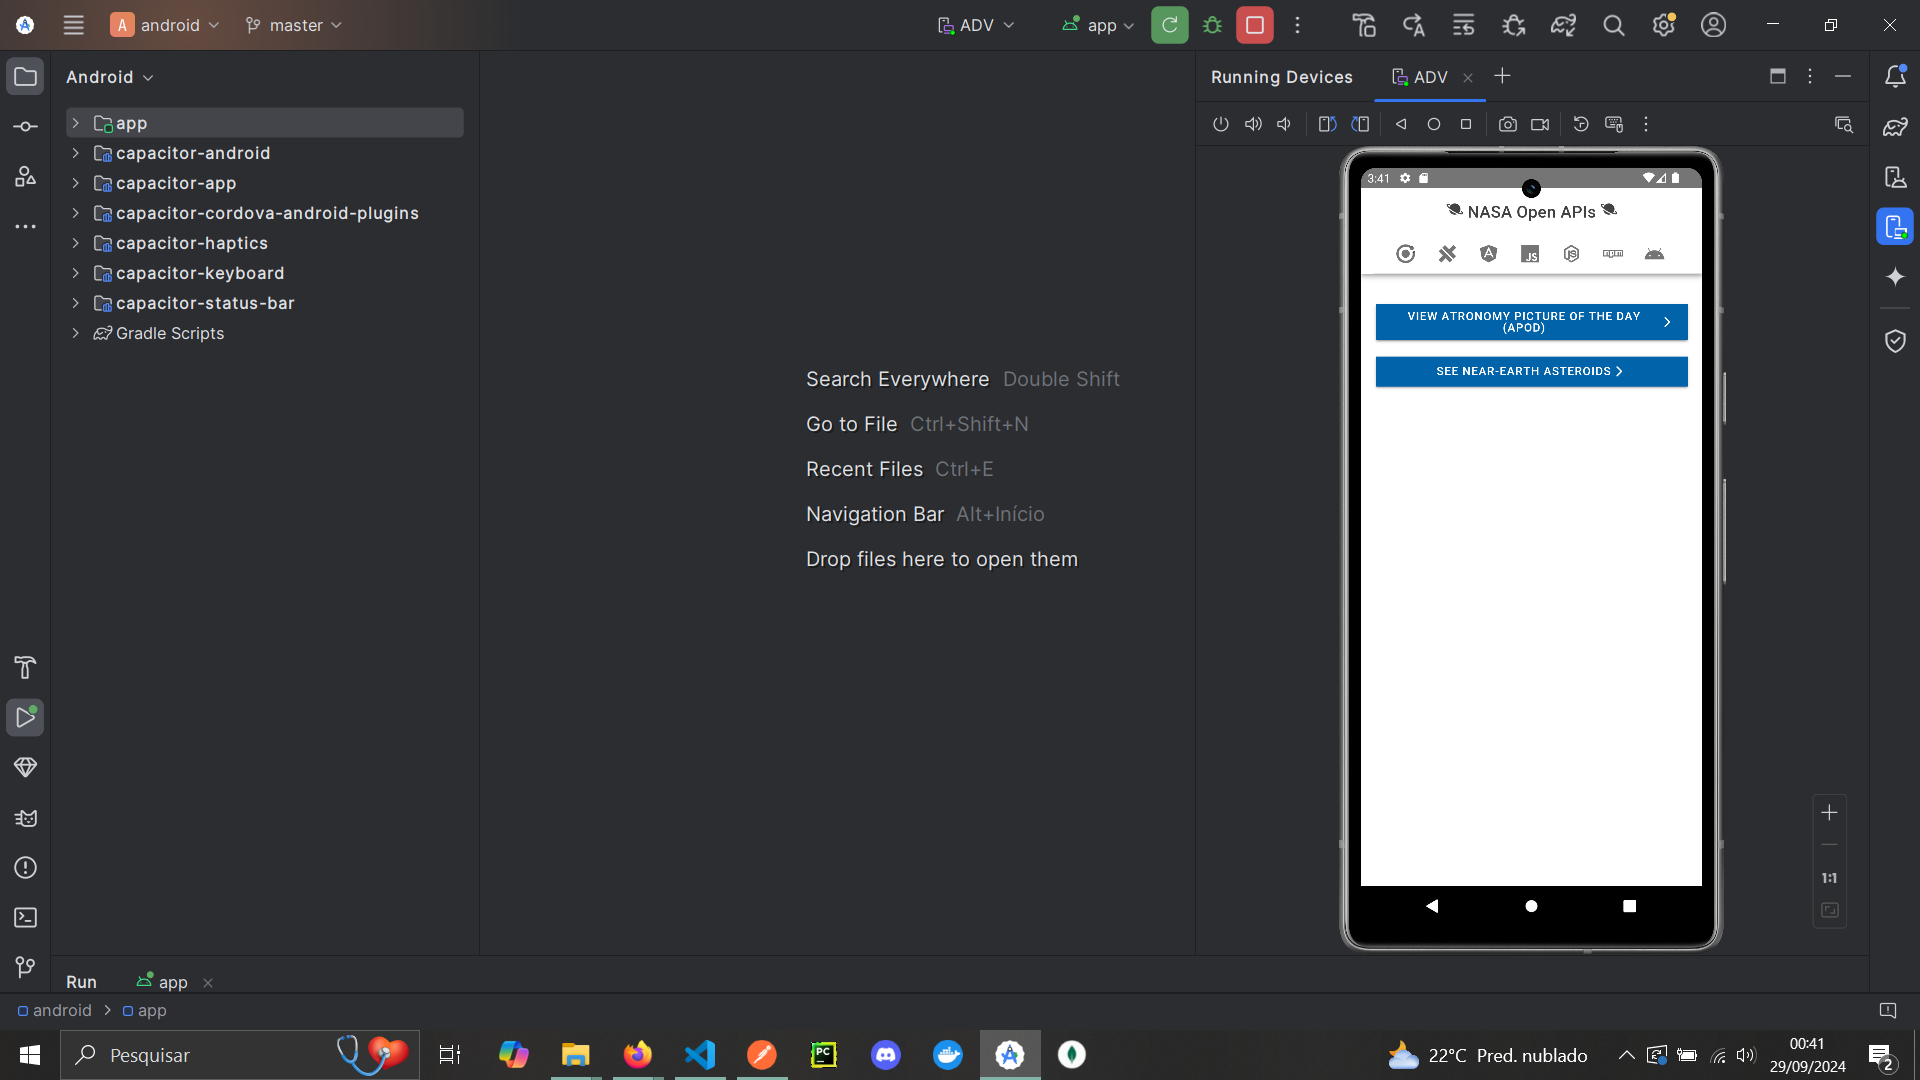 A android master ADV app
Android
app
capacitor-android
capacitor-app
capacitor-cordova-android-plugins
capacitor-haptics
capacitor-keyboard
capacitor-status-bar
Gradle Scripts
Search Everywhere Double Shift
Go to File Ctrl+Shift+N
Recent Files Ctrl+E
Navigation Bar Alt+Início
Drop files here to open them
Running Devices ADV
3:41
NASA Open APIs
JS
npm
VIEW ATRONOMY PICTURE OF THE DAY
(APOD)
SEE NEAR-EARTH ASTEROIDS
1:1
Run app
android app
Pesquisar
PC
22°C Pred. nublado
00:41
29/09/2024
2